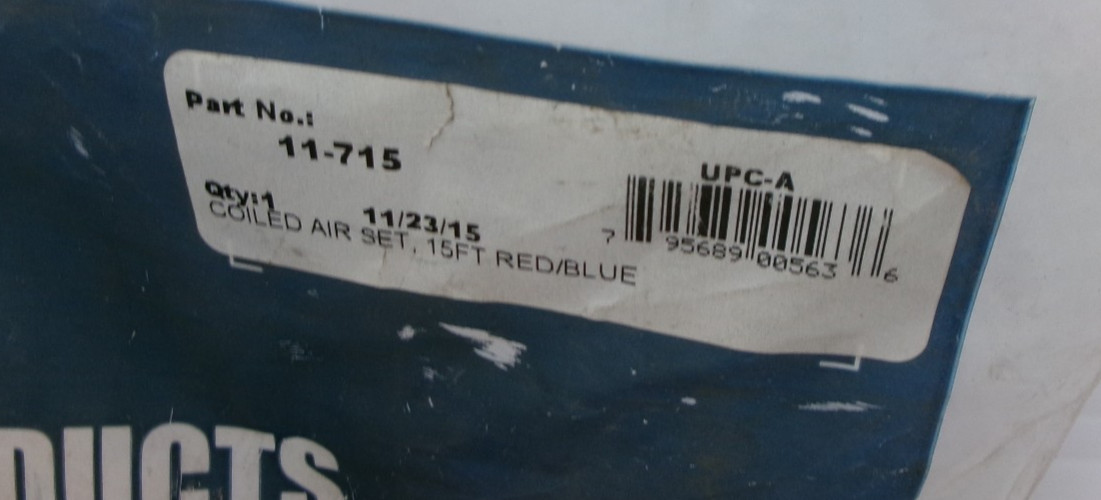 Part No.:
11-715
UPC-A
Qty:1
11/23/15
COILED AIR SET, 15FT RED/BLUE
7 95689 00563 6
DUCTS